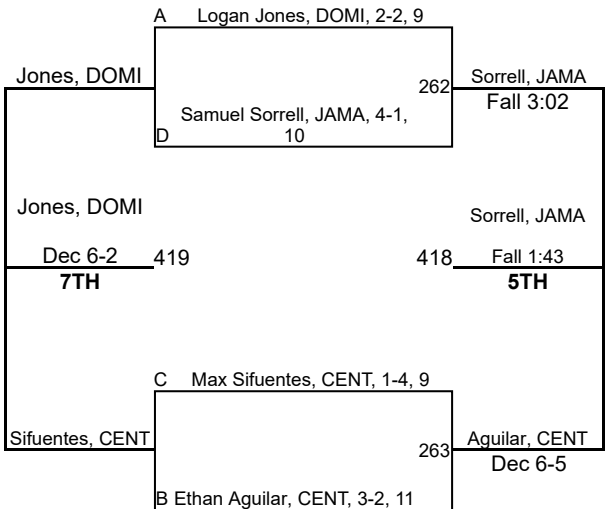 A Logan Jones, DOMI, 2-2, 9
Jones, DOMI
262
Sorrell, JAMA
Fall 3:02
Samuel Sorrell, JAMA, 4-1,
D 10
Jones, DOMI
Sorrell, JAMA
Dec 6-2
419
418
Fall 1:43
7TH
5TH
C Max Sifuentes, CENT, 1-4, 9
Sifuentes, CENT
263
Aguilar, CENT
Dec 6-5
B Ethan Aguilar, CENT, 3-2, 11